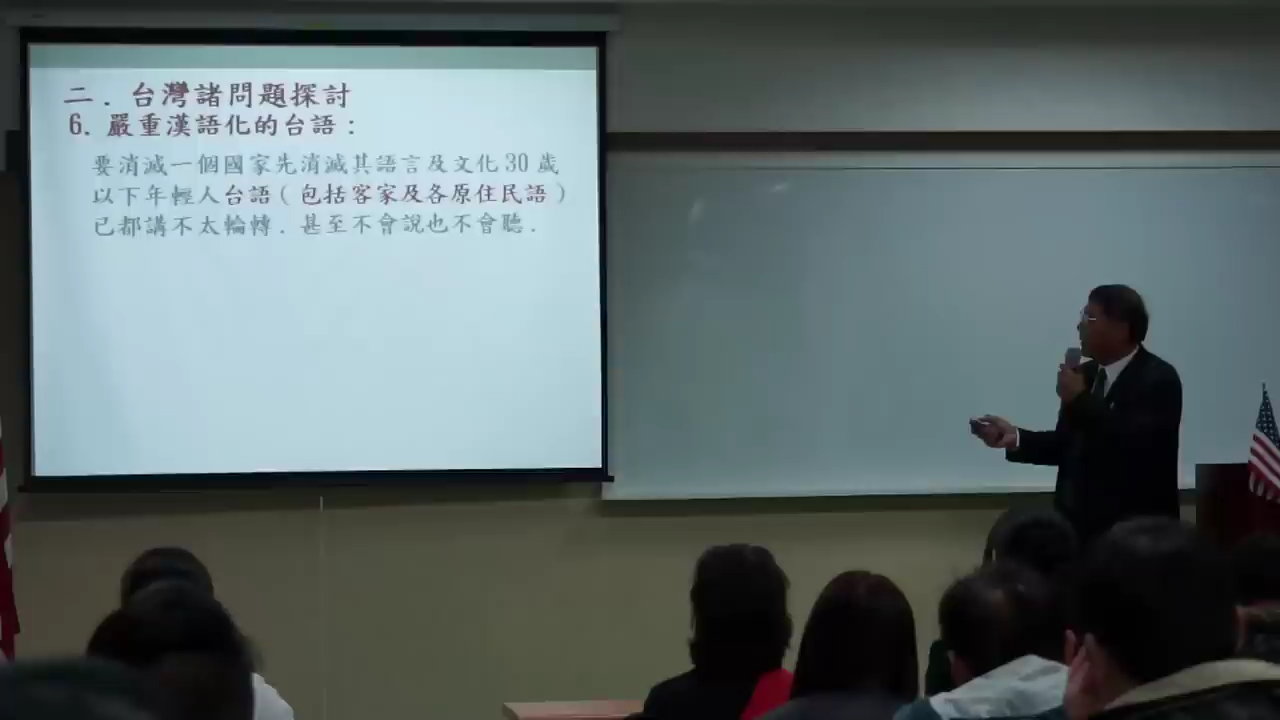 二. 台灣諸問題探討
6. 嚴重漢語化的台語:
要消滅一個國家先消滅其語言及文化30歲
以下年輕人台語(包括客家及各原住民語)
已都講不太輪轉. 甚至不會說也不會聽.